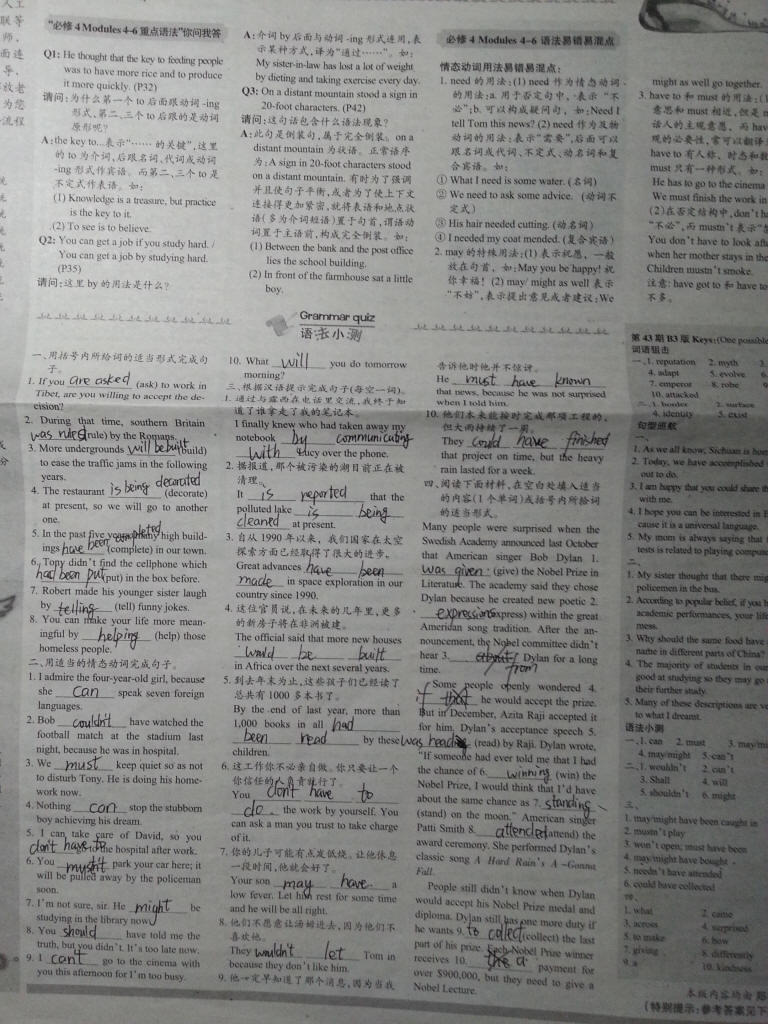 "必修 4 Modules 4-6 重点语法"你问我答
Q1: He thought that the key to feeding people
was to have more rice and to produce
it more quickly. (P32)
请问:为什么第一个 to 后面跟动词 -ing
形式,第二、三个 to 后跟的是动词
原形呢?
A: the key to...表示"……的关键",这里
的 to 为介词,后跟名词、代词或动词
-ing 形式作宾语。而第二、三个 to 是
不定式作表语。如:
(1) Knowledge is a treasure, but practice
is the key to it.
(2) To see is to believe.
Q2: You can get a job if you study hard. /
You can get a job by studying hard.
(P35)
请问:这里 by 的用法是什么?
A:介词 by 后面与动词 -ing 形式连用,表
示某种方式,译为"通过……"。如:
My sister-in-law has lost a lot of weight
by dieting and taking exercise every day.
Q3: On a distant mountain stood a sign in
20-foot characters. (P42)
请问:这句话包含什么语法现象?
A:此句是倒装句,属于完全倒装。on a
distant mountain 为状语。正常语序
为:A sign in 20-foot characters stood
on a distant mountain. 有时为了强调
并且使句子平衡,或者为了使上下文
连接得更加紧密,就将表语和地点状
语(多为介词短语)置于句首,谓语动
词置于主语前,构成完全倒装。如:
(1) Between the bank and the post office
lies the school building.
(2) In front of the farmhouse sat a little
boy.
必修 4 Modules 4-6 语法易错易混点
情态动词用法易错易混点:
1. need 的用法:(1) need 作为情态动词
的用法:a. 用于否定句中,表示"不
必";b. 可以构成疑问句,如:Need I
tell Tom this news? (2) need 作为及物
动词的用法:表示"需要",后面可以
跟名词或代词、不定式、动名词和复
合宾语。如:
① What I need is some water. (名词)
② We need to ask some advice. (动词不
定式)
③ His hair needed cutting. (动名词)
④ I needed my coat mended. (复合宾语)
2. may 的特殊用法:(1) 表示祝愿,一般
放在句首,如:May you be happy! 祝
你幸福! (2) may/ might as well 表示
"不妨",表示提出意见或者建议:We
might as well go together.
3. have to 和 must 的用法:
意思和 must 相近,但是
话人的主观意愿,而 have
现的必要性,常可以翻译
have to 有人称、时态和数
must 只有一种形式。如:
He has to go to the cinema
We must finish the work in
(2)在否定结构中,don't ha
"不必",而 mustn't 表示
You don't have to look afte
when her mother stays in the
Children mustn't smoke.
注意: have got to 和 have to
不多。
Grammar quiz
语法小测
一、用括号内所给词的适当形式完成句
子。
1. If you are asked (ask) to work in
Tibet, are you willing to accept the de-
cision?
2. During that time, southern Britain
was ruled (rule) by the Romans.
3. More undergrounds will be built (build)
to ease the traffic jams in the following
years.
4. The restaurant is being decorated (decorate)
at present, so we will go to another
one.
5. In the past five years, many high build-
ings have been completed (complete) in our town.
6. Tony didn't find the cellphone which
had been put (put) in the box before.
7. Robert made his younger sister laugh
by telling (tell) funny jokes.
8. You can make your life more mean-
ingful by helping (help) those
homeless people.
二、用适当的情态动词完成句子。
1. I admire the four-year-old girl, because
she can speak seven foreign
languages.
2. Bob couldn't have watched the
football match at the stadium last
night, because he was in hospital.
3. We must keep quiet so as not
to disturb Tony. He is doing his home-
work now.
4. Nothing can stop the stubborn
boy achieving his dream.
5. I can take care of David, so you
don't have to go to the hospital after work.
6. You mustn't park your car here; it
will be pulled away by the policeman
soon.
7. I'm not sure, sir. He might be
studying in the library now.
8. You should have told me the
truth, but you didn't. It's too late now.
9. I can't go to the cinema with
you this afternoon for I'm too busy.
10. What will you do tomorrow
morning?
三、根据汉语提示完成句子(每空一词)。
1. 通过与露西在电话里交流,我终于知
道了谁拿走了我的笔记本。
I finally knew who had taken away my
notebook by communicating
with Lucy over the phone.
2. 据报道,那个被污染的湖目前正在被
清理。
It is reported that the
polluted lake is being
cleaned at present.
3. 自从 1990 年以来,我们国家在太空
探索方面已经取得了很大的进步。
Great advances have been
made in space exploration in our
country since 1990.
4. 这位官员说,在未来的几年里,更多
的新房子将在非洲被建。
The official said that more new houses
would be built
in Africa over the next several years.
5. 到去年末为止,这些孩子们已经读了
总共有 1000 多本书了。
By the end of last year, more than
1,000 books in all had
been read by these
children.
6. 这工作你不必亲自做。你只要让一个
你信任的人负责就行了。
You don't have to
do the work by yourself. You
can ask a man you trust to take charge
of it.
7. 你的儿子可能有点发低烧。让他休息
一段时间,他就会好了。
Your son may have a
low fever. Let him rest for some time
and he will be all right.
8. 他们不愿意让汤姆进去,因为他们不
喜欢他。
They wouldn't let Tom in
because they don't like him.
9. 他一定早知道了那个消息,因为当我
告诉他时他并不惊讶。
He must have known
that news, because he was not surprised
when I told him.
10. 他们本来能按时完成那项工程的,
但大雨持续了一周。
They could have finished
that project on time, but the heavy
rain lasted for a week.
四、阅读下面材料,在空白处填入适当
的内容(1 个单词)或括号内所给词
的适当形式。
Many people were surprised when the
Swedish Academy announced last October
that American singer Bob Dylan 1.
was given (give) the Nobel Prize in
Literature. The academy said they chose
Dylan because he created new poetic 2.
expressions (express) within the great
American song tradition. After the an-
nouncement, the Nobel committee didn't
hear 3. from Dylan for a long
time.
Some people openly wondered 4.
if he would accept the prize.
But in December, Azita Raji accepted it
for him. Dylan's acceptance speech 5.
was read (read) by Raji. Dylan wrote,
"If someone had ever told me that I had
the chance of 6. winning (win) the
Nobel Prize, I would think that I'd have
about the same chance as 7. standing
(stand) on the moon." American singer
Patti Smith 8. attended (attend) the
award ceremony. She performed Dylan's
classic song A Hard Rain's A-Gonna
Fall.
People still didn't know when Dylan
would accept his Nobel Prize medal and
diploma. Dylan still has one more duty if
he wants 9. to collect (collect) the last
part of his prize. Each Nobel Prize winner
receives 10. a payment for
over $900,000, but they need to give a
Nobel Lecture.
第 43 期 B3 版 Keys:(One possible
词语狙击
一、1. reputation 2. myth 3.
4. adapt 5. evolve 6.
7. emperor 8. robe 9.
10. attacked
二、1. border 2. surface
4. identity 5. exist
句型巡航
一、
1. As we all know, Sichuan is hom
2. Today, we have accomplished
out to do.
3. I am happy that you could share th
with me.
4. I hope you can be interested in E
cause it is a universal language.
5. My mom is always saying that
tests is related to playing compute
二、
1. My sister thought that there mig
policemen in the bus.
2. According to popular belief, if you h
academic performances, your life
mess.
3. Why should the same food have
name in different parts of China?
4. The majority of students in our
good at studying so they may go
their further study.
5. Many of these descriptions are ve
to what I dreamt.
语法小测
一、1. can 2. must 3. may/mi
4. may/might 5. can't
二、1. wouldn't 2. can't
3. Shall 4. will
5. shouldn't 6. might
三、
1. may/might have been caught in
2. mustn't play
3. won't open; must have been
4. may/might have bought
5. needn't have attended
6. could have collected
四、
1. what 2. came
3. across 4. surprised
5. to make 6. how
7. giving 8. differently
9. a 10. kindness
本版内容均由 郑
(特别提示:参考答案见下